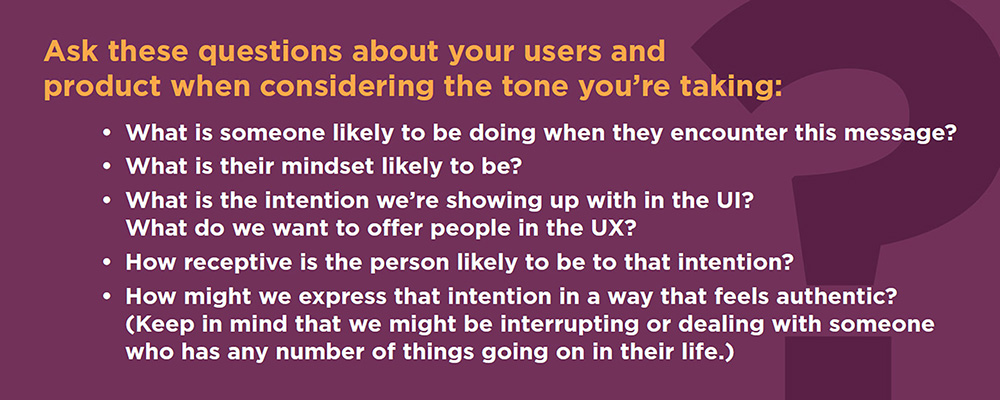 Ask these questions about your users and
product when considering the tone you’re taking:
• What is someone likely to be doing when they encounter this message?
• What is their mindset likely to be?
• What is the intention we’re showing up with in the UI?
What do we want to offer people in the UX?
• How receptive is the person likely to be to that intention?
• How might we express that intention in a way that feels authentic?
(Keep in mind that we might be interrupting or dealing with someone
who has any number of things going on in their life.)